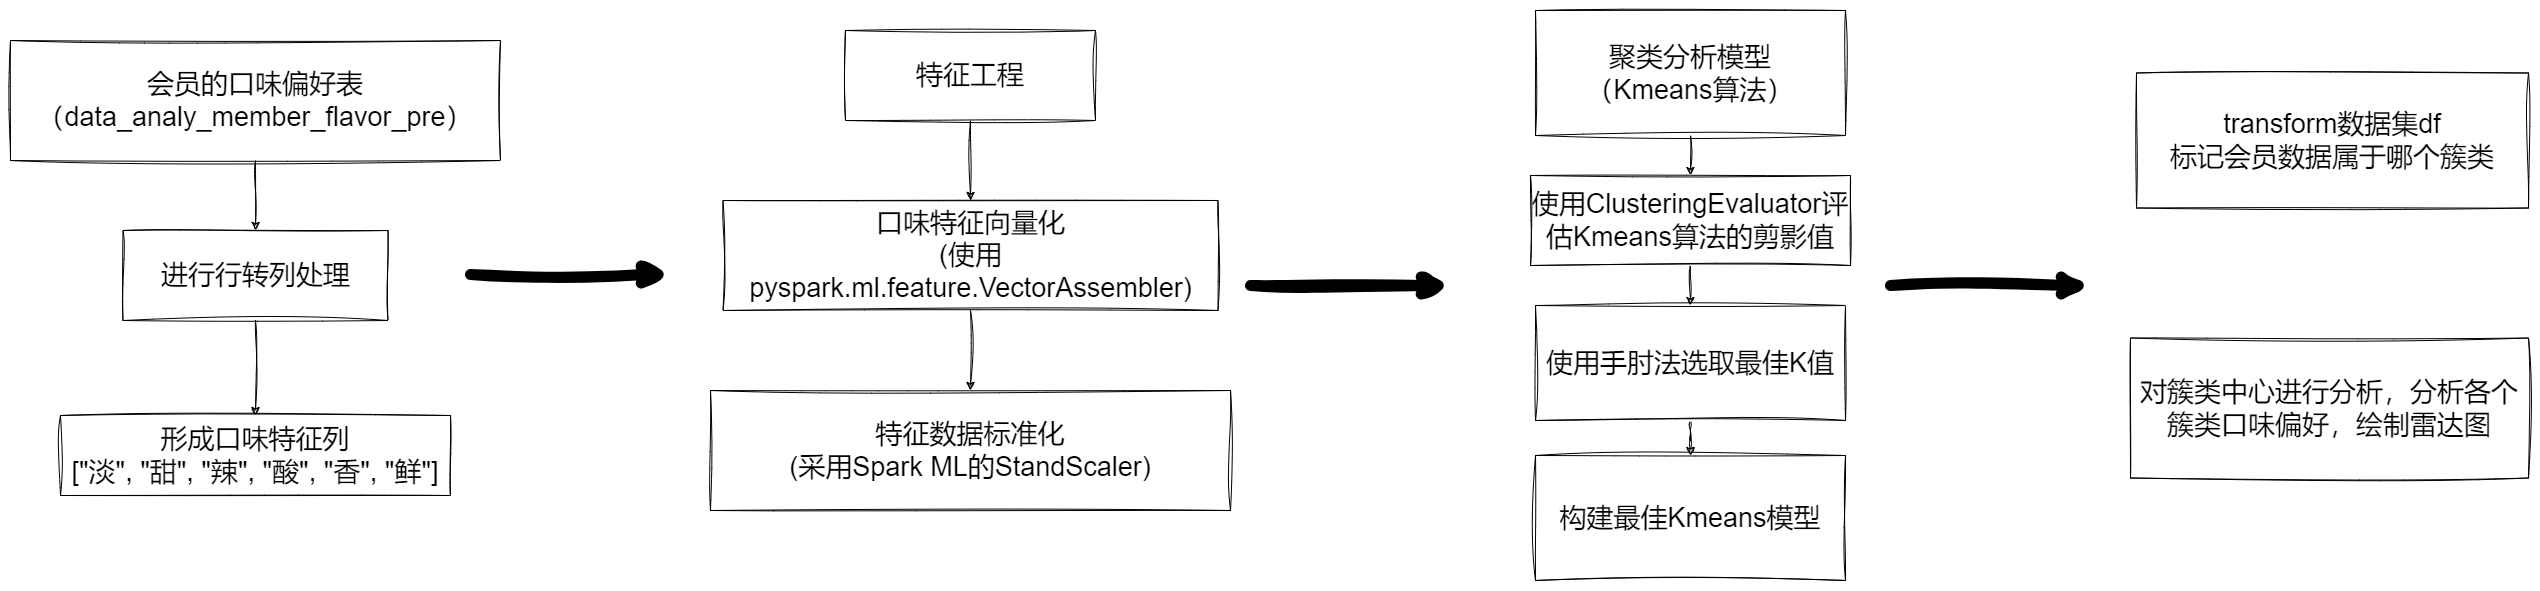 会员的口味偏好表
（data_analy_member_flavor_pre）
进行行转列处理
形成口味特征列
["淡", "甜", "辣", "酸", "香", "鲜"]
特征工程
口味特征向量化
(使用
pyspark.ml.feature.VectorAssembler)
特征数据标准化
(采用Spark ML的StandScaler)
聚类分析模型
（Kmeans算法）
使用ClusteringEvaluator评
估Kmeans算法的剪影值
使用手肘法选取最佳K值
构建最佳Kmeans模型
transform数据集df
标记会员数据属于哪个簇类
对簇类中心进行分析，分析各个
簇类口味偏好，绘制雷达图